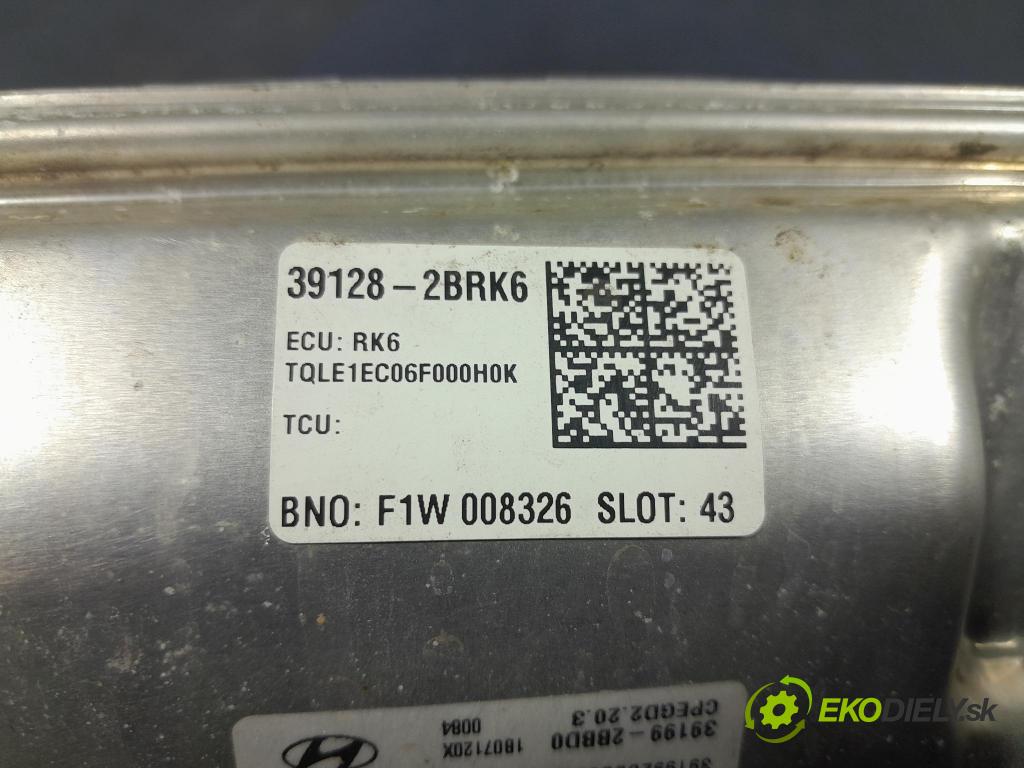 39128-2BRK6
ECU: RK6
TQLE1EC06F000H0K
TCU:
BNO: F1W 008326 SLOT: 43
0084
CPEGD2.20.3
1807120X
39199-2BBD0
EKODIELY.sk